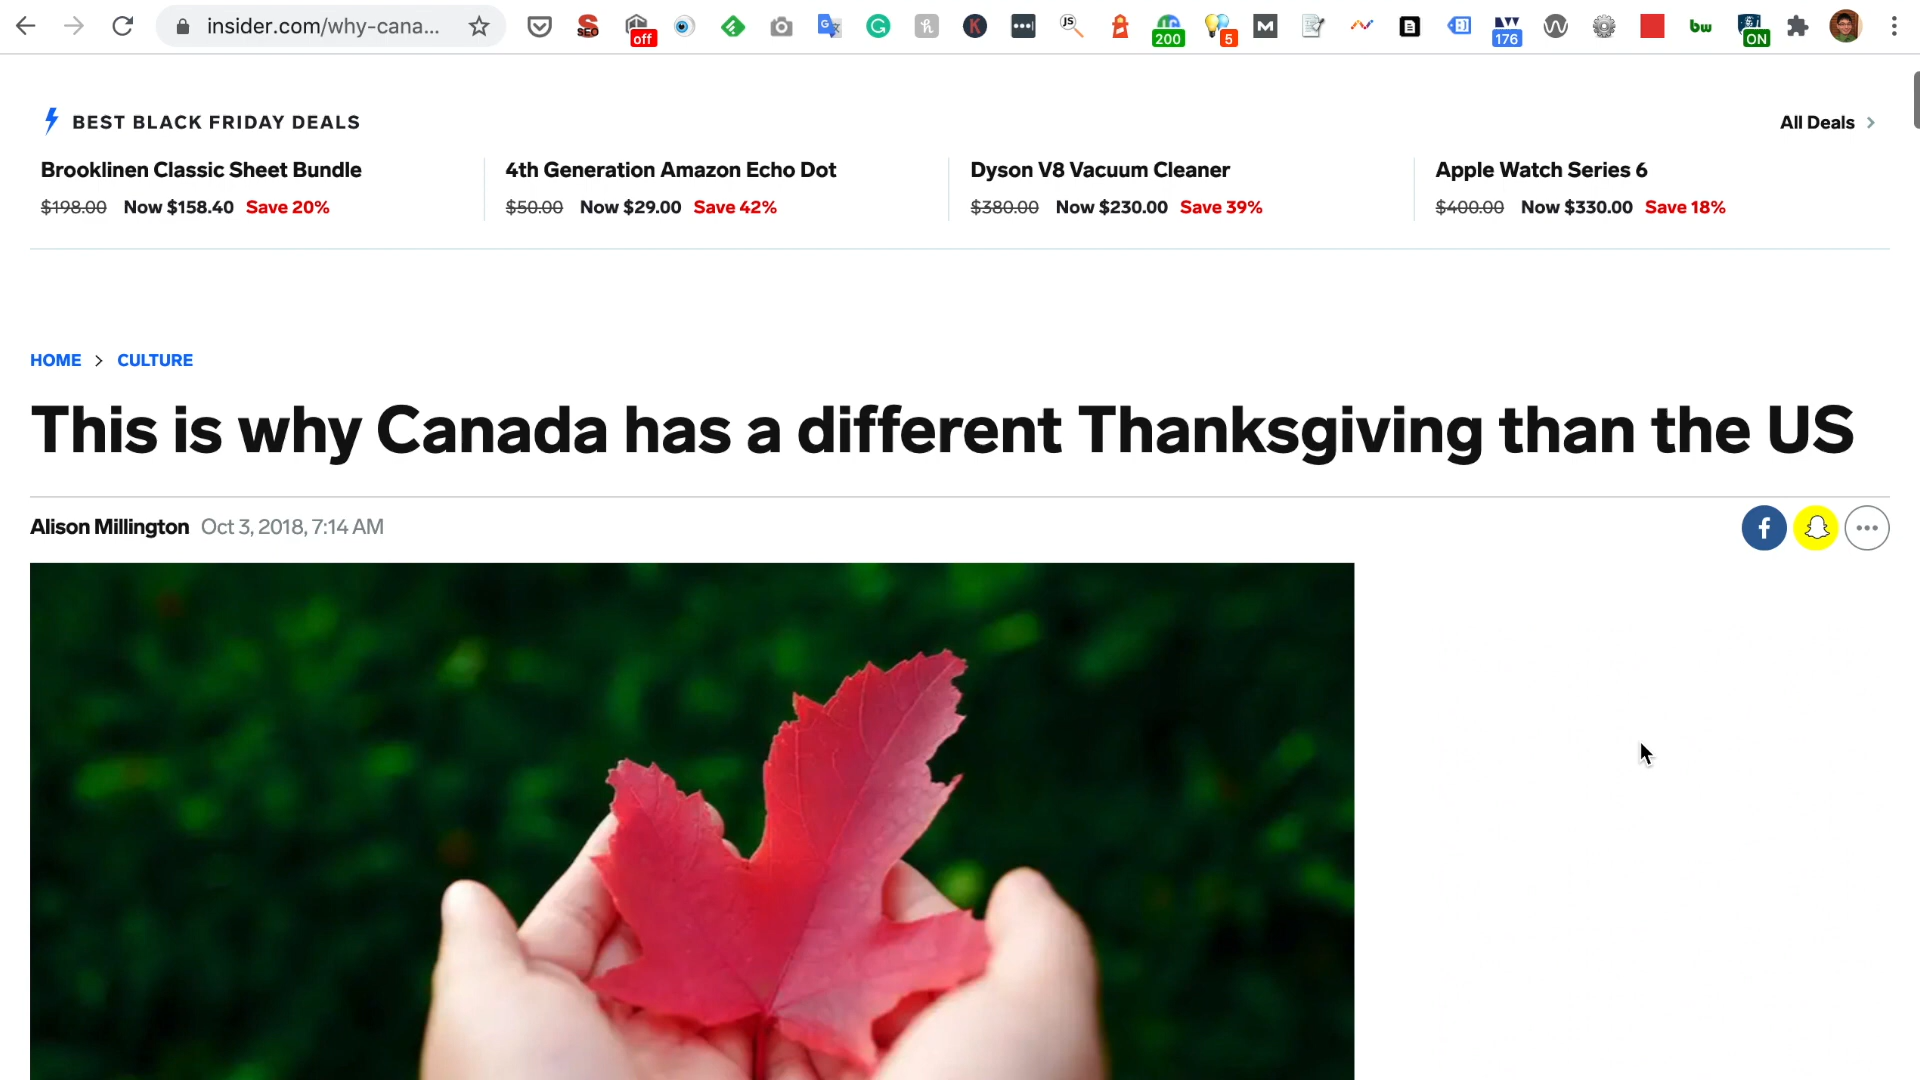 insider.com/why-cana...
SEO
off
200
5
176
bw
ON
BEST BLACK FRIDAY DEALS
All Deals
Brooklinen Classic Sheet Bundle
$198.00 Now $158.40 Save 20%
4th Generation Amazon Echo Dot
$50.00 Now $29.00 Save 42%
Dyson V8 Vacuum Cleaner
$380.00 Now $230.00 Save 39%
Apple Watch Series 6
$400.00 Now $330.00 Save 18%
HOME > CULTURE
This is why Canada has a different Thanksgiving than the US
Alison Millington Oct 3, 2018, 7:14 AM